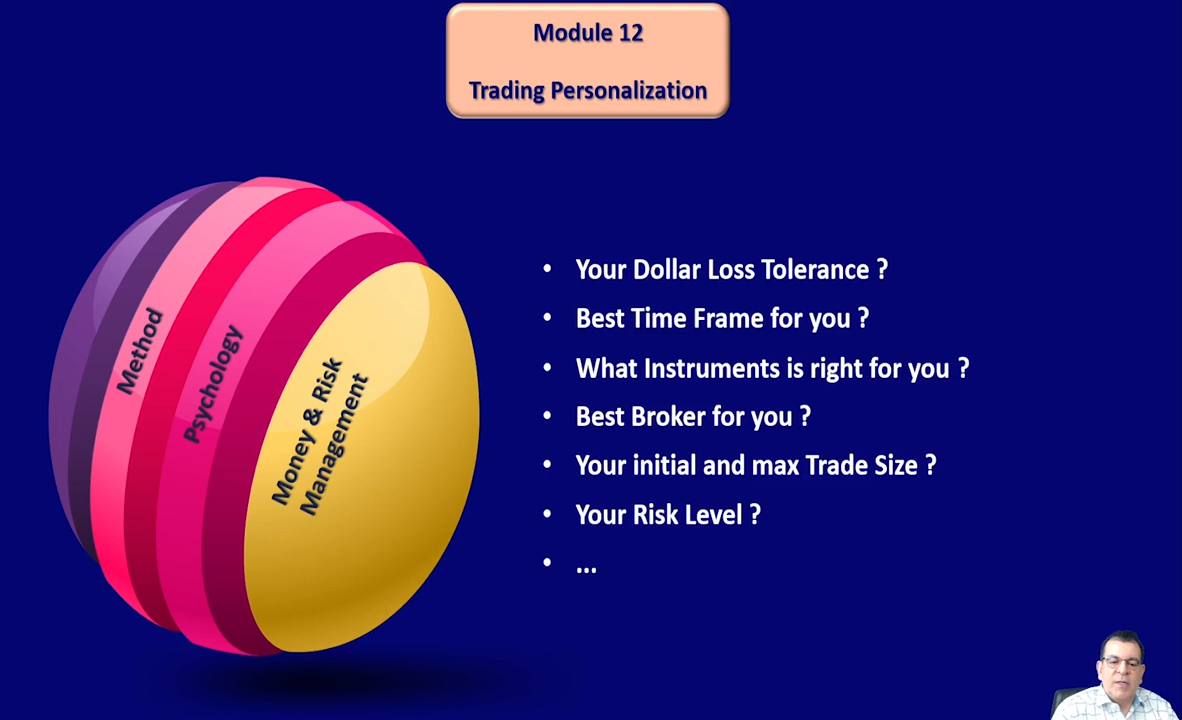 Module 12
Trading Personalization
Method
Psychology
Money & Risk
Management
• Your Dollar Loss Tolerance ?
• Best Time Frame for you ?
• What Instruments is right for you ?
• Best Broker for you ?
• Your initial and max Trade Size ?
• Your Risk Level ?
• ...